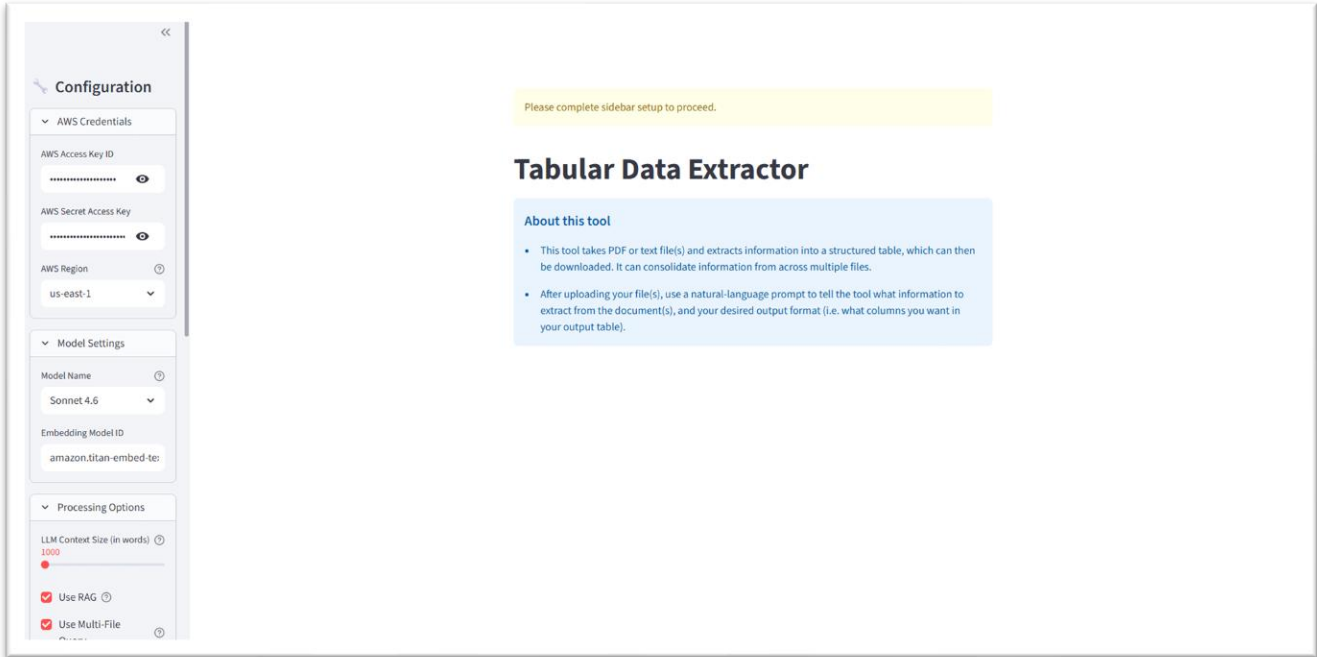 Configuration
AWS Credentials
AWS Access Key ID
AWS Secret Access Key
AWS Region
us-east-1
Model Settings
Model Name
Sonnet 4.6
Embedding Model ID
amazon.titan-embed-te
Processing Options
LLM Context Size (in words)
1000
Use RAG
Use Multi-File
Please complete sidebar setup to proceed.
Tabular Data Extractor
About this tool
• This tool takes PDF or text file(s) and extracts information into a structured table, which can then
be downloaded. It can consolidate information from across multiple files.
• After uploading your file(s), use a natural-language prompt to tell the tool what information to
extract from the document(s), and your desired output format (i.e. what columns you want in
your output table).